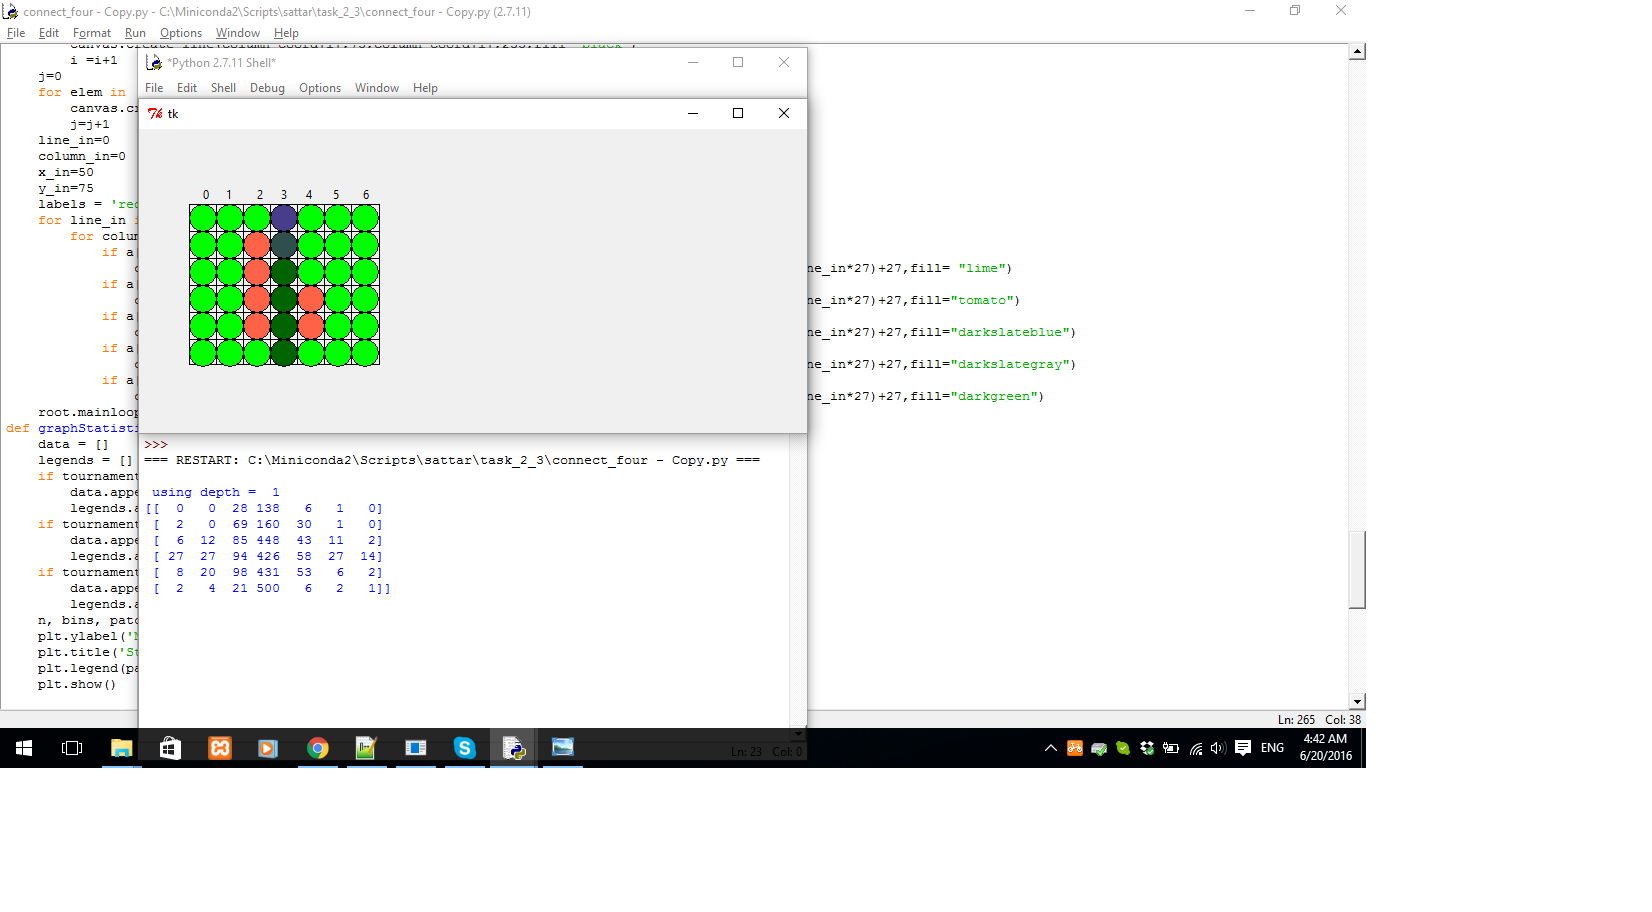 connect_four - Copy.py - C:\Miniconda2\Scripts\sattar\task_2_3\connect_four - Copy.py (2.7.11)
File Edit Format Run Options Window Help
i =i+1
j=0
for elem in
j=j+1
line_in=0
column_in=0
x_in=50
y_in=75
labels = 're
for line_in
for colum
if a
if a
if a
if a
if a
root.mainloop
def graphStatisti
data = []
legends = []
if tournament
data.appe
legends.a
if tournament
data.appe
legends.a
if tournament
data.appe
legends.a
n, bins, pat
plt.ylabel('
plt.title('St
plt.legend(pa
plt.show()
*Python 2.7.11 Shell*
File Edit Shell Debug Options Window Help
tk
0 1 2 3 4 5 6
ne_in*27)+27,fill= "lime")
ne_in*27)+27,fill="tomato")
ne_in*27)+27,fill="darkslateblue")
ne_in*27)+27,fill="darkslategray")
ne_in*27)+27,fill="darkgreen")
>>>
=== RESTART: C:\Miniconda2\Scripts\sattar\task_2_3\connect_four - Copy.py ===
using depth = 1
[[ 0 0 28 138 6 1 0]
[ 2 0 69 160 30 1 0]
[ 6 12 85 448 43 11 2]
[ 27 27 94 426 58 27 14]
[ 8 20 98 431 53 6 2]
[ 2 4 21 500 6 2 1]]
Ln: 265 Col: 38
Ln: 23 Col: 0
ENG
4:42 AM
6/20/2016